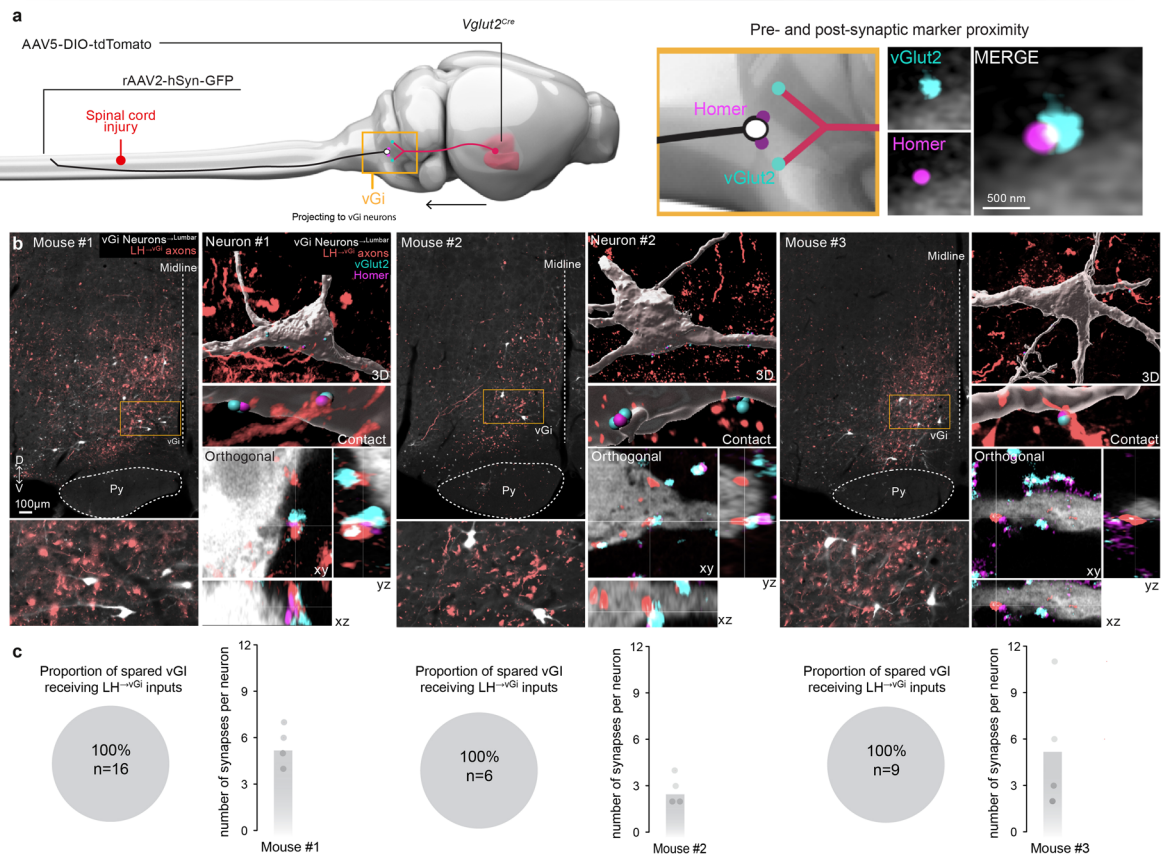 a
Vglut2Cre
AAV5-DIO-tdTomato
rAAV2-hSyn-GFP
Spinal cord
injury
vGi
Projecting to vGi neurons
Pre- and post-synaptic marker proximity
Homer
vGlut2
vGlut2
Homer
MERGE
500 nm
b
Mouse #1
vGi Neurons→Lumbar
LH→vGi axons
Midline
vGi
D
V
100µm
Py
Neuron #1
vGi Neurons→Lumbar
LH→vGi axons
vGlut2
Homer
3D
Contact
Orthogonal
xy
yz
xz
Mouse #2
Midline
vGi
Py
Neuron #2
3D
Contact
Orthogonal
xy
yz
xz
Mouse #3
Midline
vGi
Py
3D
Contact
Orthogonal
xy
yz
xz
c
Proportion of spared vGI
receiving LH→vGi inputs
100%
n=16
number of synapses per neuron
12
9
6
3
0
Mouse #1
Proportion of spared vGI
receiving LH→vGi inputs
100%
n=6
number of synapses per neuron
12
9
6
3
0
Mouse #2
Proportion of spared vGI
receiving LH→vGi inputs
100%
n=9
number of synapses per neuron
12
9
6
3
0
Mouse #3